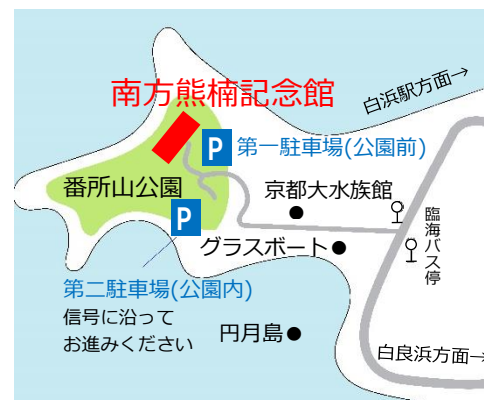 南方熊楠記念館
白浜駅方面→
P 第一駐車場(公園前)
番所山公園
京都大水族館
P
臨海バス停
グラスボート
第二駐車場(公園内)
信号に沿って
お進みください
円月島
白良浜方面→